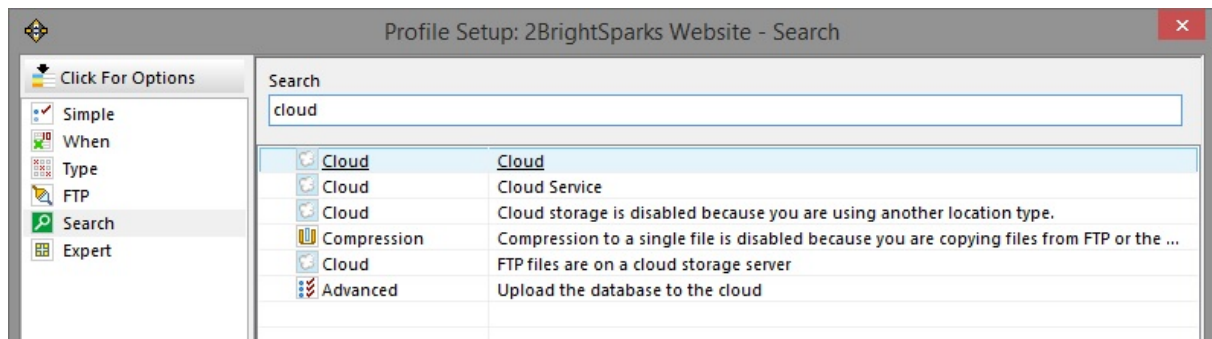 Profile Setup: 2BrightSparks Website - Search
Click For Options
Simple
When
Type
FTP
Search
Expert
Search
cloud
Cloud Cloud
Cloud Cloud Service
Cloud Cloud storage is disabled because you are using another location type.
Compression Compression to a single file is disabled because you are copying files from FTP or the ...
Cloud FTP files are on a cloud storage server
Advanced Upload the database to the cloud